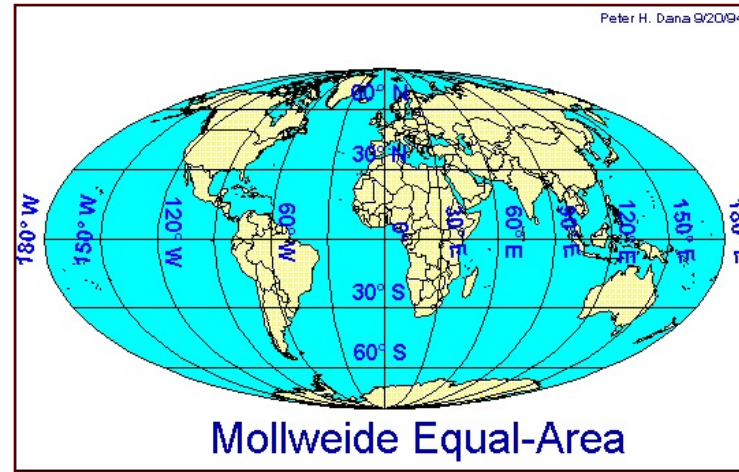 Peter H. Dana 9/20/94
60° N
30° N
180° W
150° W
120° W
60° W
0°
30° E
60° E
90° E
120° E
150° E
30° S
60° S
Mollweide Equal-Area